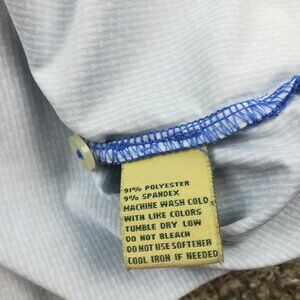 91% POLYESTER
9% SPANDEX
MACHINE WASH COLD
WITH LIKE COLORS
TUMBLE DRY LOW
DO NOT BLEACH
DO NOT USE SOFTENER
COOL IRON IF NEEDED